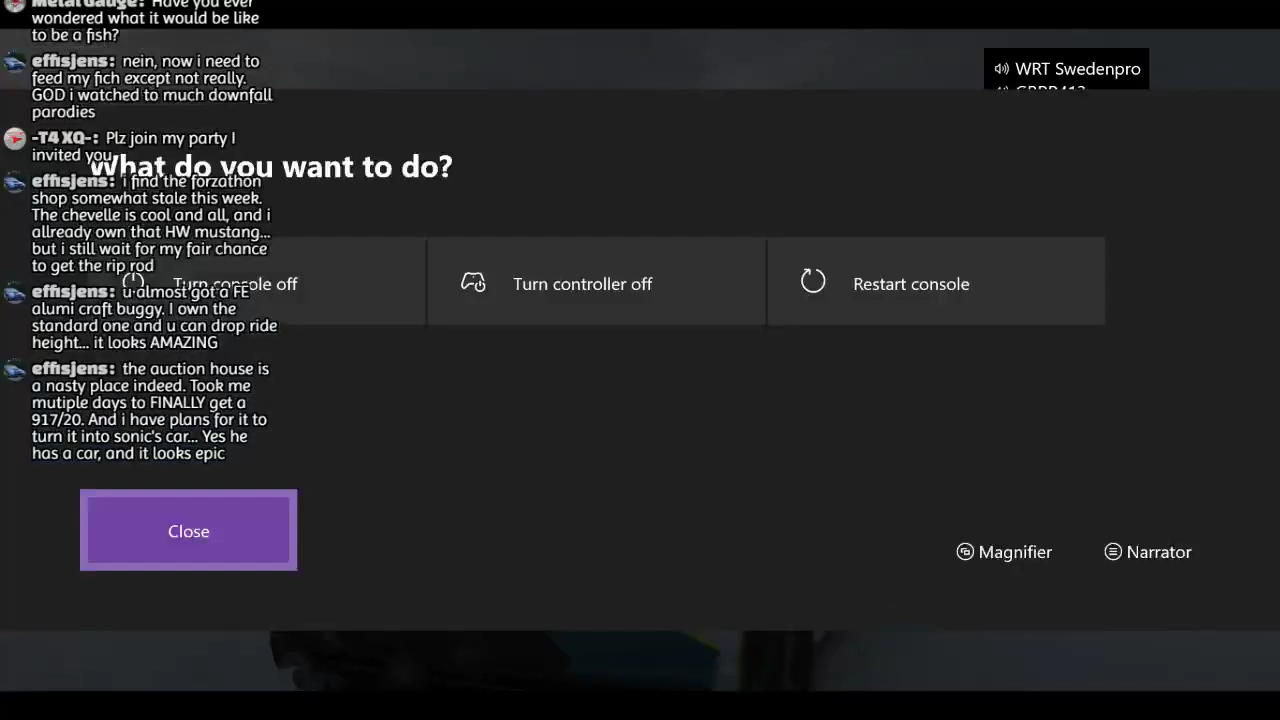 MetalGauge: Have you ever
wondered what it would be like
to be a fish?
effisjens: nein, now i need to
feed my fich except not really.
GOD i watched to much downfall
parodies
-T4 XQ-: Plz join my party I
invited you
effisjens: i find the forzathon
shop somewhat stale this week.
The chevelle is cool and all, and i
allready own that HW mustang...
but i still wait for my fair chance
to get the rip rod
effisjens: u almost got a FE
alumi craft buggy. I own the
standard one and u can drop ride
height... it looks AMAZING
effisjens: the auction house is
a nasty place indeed. Took me
mutiple days to FINALLY get a
917/20. And i have plans for it to
turn it into sonic's car... Yes he
has a car, and it looks epic
WRT Swedenpro
What do you want to do?
Turn console off
Turn controller off
Restart console
Close
Magnifier
Narrator